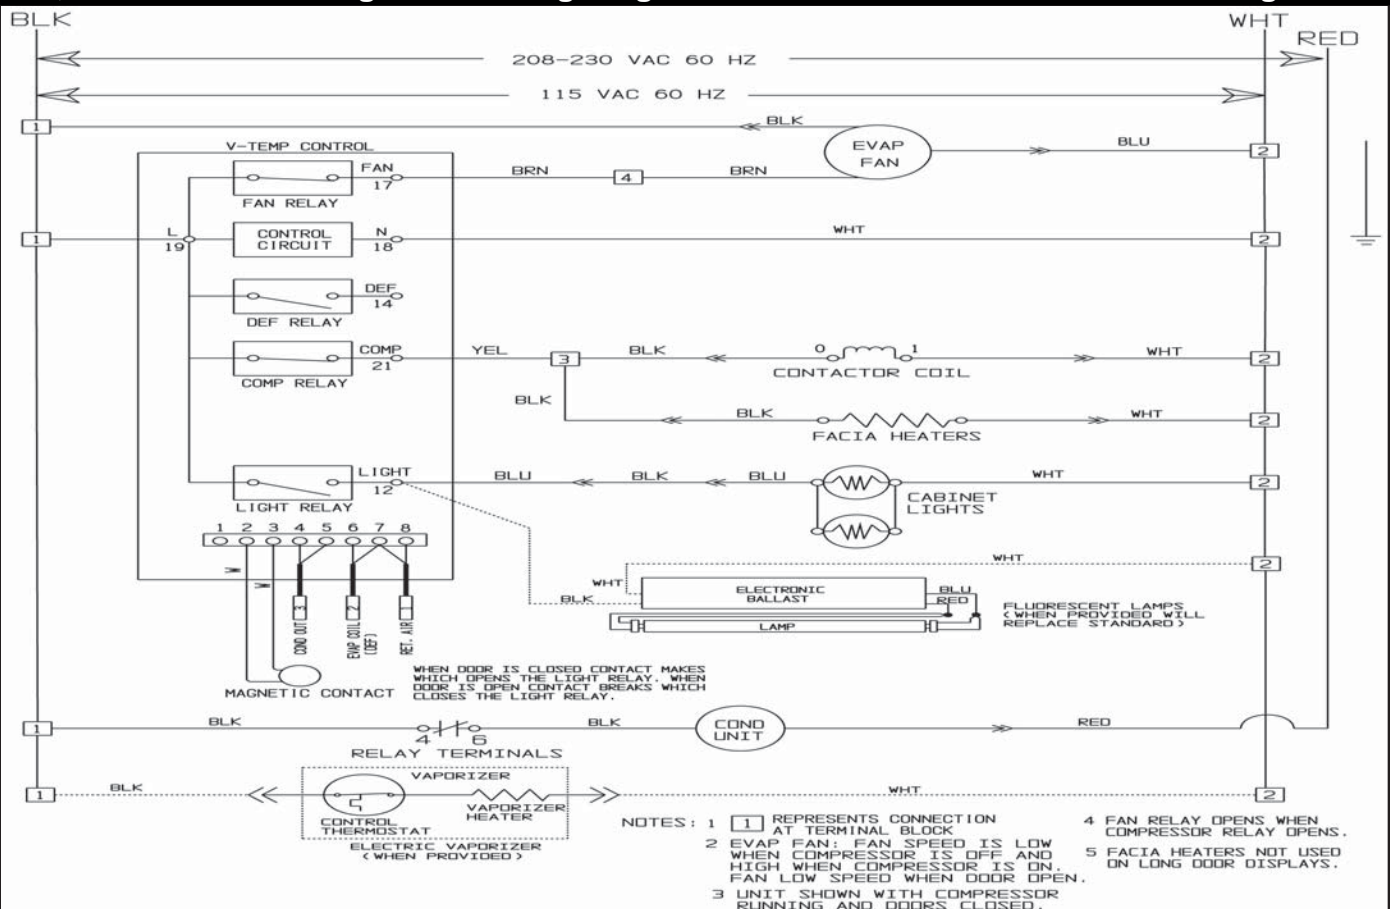 BLK
WHT
RED
208-230 VAC 60 HZ
115 VAC 60 HZ
1
BLK
V-TEMP CONTROL
EVAP
FAN
BLU
2
FAN
17
BRN
4
BRN
FAN RELAY
1
L
19
CONTROL
CIRCUIT
N
18
WHT
2
DEF
14
DEF RELAY
COMP
21
YEL
3
BLK
0
1
WHT
2
CONTACTOR COIL
COMP RELAY
BLK
BLK
WHT
2
FACIA HEATERS
LIGHT
12
BLU
BLK
BLU
WHT
2
CABINET
LIGHTS
LIGHT RELAY
1 2 3 4 5 6 7 8
WHT
2
W
W
WHT
BLK
ELECTRONIC
BALLAST
BLU
RED
LAMP
FLUORESCENT LAMPS
(WHEN PROVIDED WILL
REPLACE STANDARD)
3
COND OUT
2
EVAP COIL
(DEF)
1
RET. AIR
MAGNETIC CONTACT
WHEN DOOR IS CLOSED CONTACT MAKES
WHICH OPENS THE LIGHT RELAY. WHEN
DOOR IS OPEN CONTACT BREAKS WHICH
CLOSES THE LIGHT RELAY.
1
BLK
4
6
BLK
COND
UNIT
RED
RELAY TERMINALS
1
BLK
VAPORIZER
VAPORIZER
HEATER
CONTROL
THERMOSTAT
WHT
2
ELECTRIC VAPORIZER
(WHEN PROVIDED)
NOTES: 1 1 REPRESENTS CONNECTION
AT TERMINAL BLOCK
2 EVAP FAN: FAN SPEED IS LOW
WHEN COMPRESSOR IS OFF AND
HIGH WHEN COMPRESSOR IS ON.
FAN LOW SPEED WHEN DOOR OPEN.
3 UNIT SHOWN WITH COMPRESSOR
RUNNING AND DOORS CLOSED.
4 FAN RELAY OPENS WHEN
COMPRESSOR RELAY OPENS.
5 FACIA HEATERS NOT USED
ON LONG DOOR DISPLAYS.